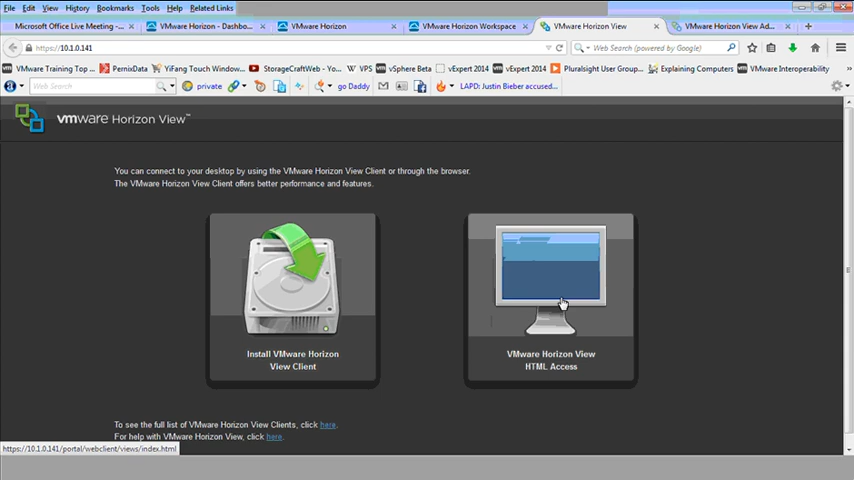 File Edit View History Bookmarks Tools Help Related Links
Microsoft Office Live Meeting -... × VMware Horizon - Dashbo... × VMware Horizon × VMware Horizon Workspace × VMware Horizon View × VMware Horizon View Ad... ×
https://10.1.0.141 Web Search (powered by Google)
VMware Training Top ... PernixData YiFang Touch Window... StorageCraftWeb - Yo... VPS vSphere Beta vExpert 2014 vExpert 2014 Pluralsight User Group... Explaining Computers VMware Interoperability
Web Search private go Daddy LAPD: Justin Bieber accused...
vmware Horizon View™
You can connect to your desktop by using the VMware Horizon View Client or through the browser.
The VMware Horizon View Client offers better performance and features.
Install VMware Horizon
View Client
VMware Horizon View
HTML Access
To see the full list of VMware Horizon View Clients, click here.
For help with VMware Horizon View, click here.
https://10.1.0.141/portal/webclient/views/index.html